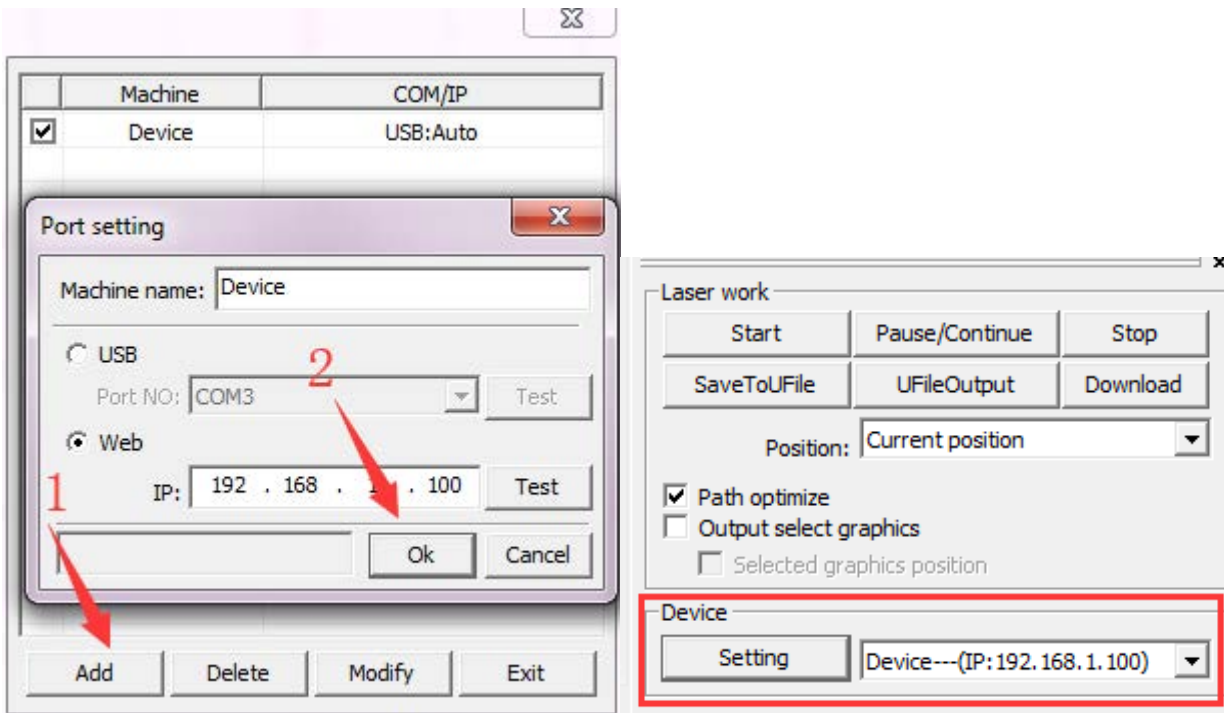 Machine COM/IP
Device USB:Auto
Port setting
Machine name: Device
USB
2
Port NO: COM3 Test
Web
1
IP: 192 . 168 . 1 . 100 Test
Ok Cancel
Add Delete Modify Exit
Laser work
Start Pause/Continue Stop
SaveToUFile UFileOutput Download
Position: Current position
Path optimize
Output select graphics
Selected graphics position
Device
Setting Device---(IP:192.168.1.100)